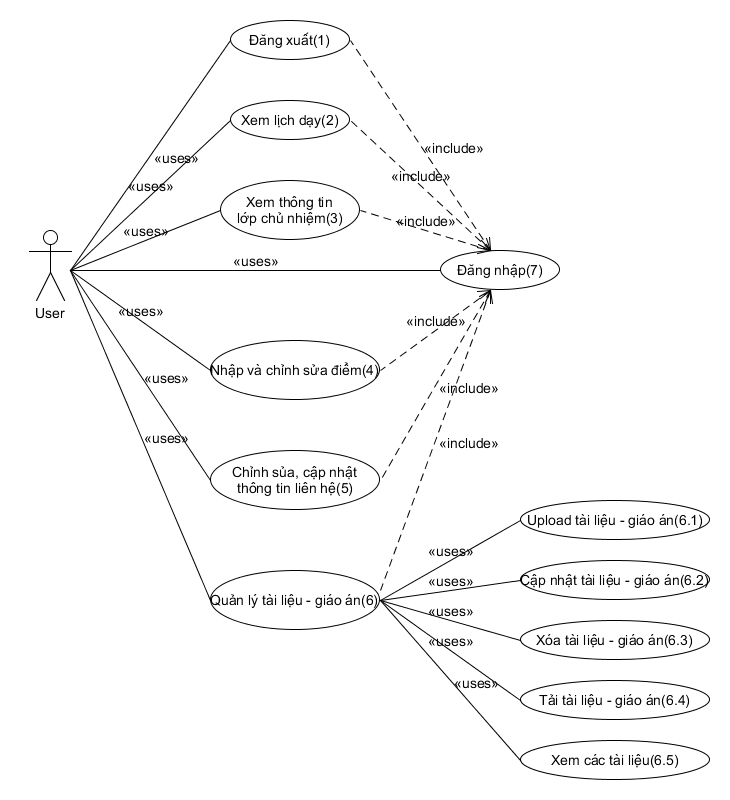 Đăng xuất(1)
Xem lịch dạy(2)
«include»
«uses»
«include»
«uses»
Xem thông tin
lớp chủ nhiệm(3)
«include»
«uses»
«uses»
Đăng nhập(7)
User
«uses»
«include»
Nhập và chỉnh sửa điểm(4)
«uses»
«include»
«uses»
«include»
Chỉnh sủa, cập nhật
thông tin liên hệ(5)
Upload tài liệu - giáo án(6.1)
«uses»
Cập nhật tài liệu - giáo án(6.2)
«uses»
Quản lý tài liệu - giáo án(6)
«uses»
Xóa tài liệu - giáo án(6.3)
«uses»
«uses»
Tải tài liệu - giáo án(6.4)
Xem các tài liệu(6.5)